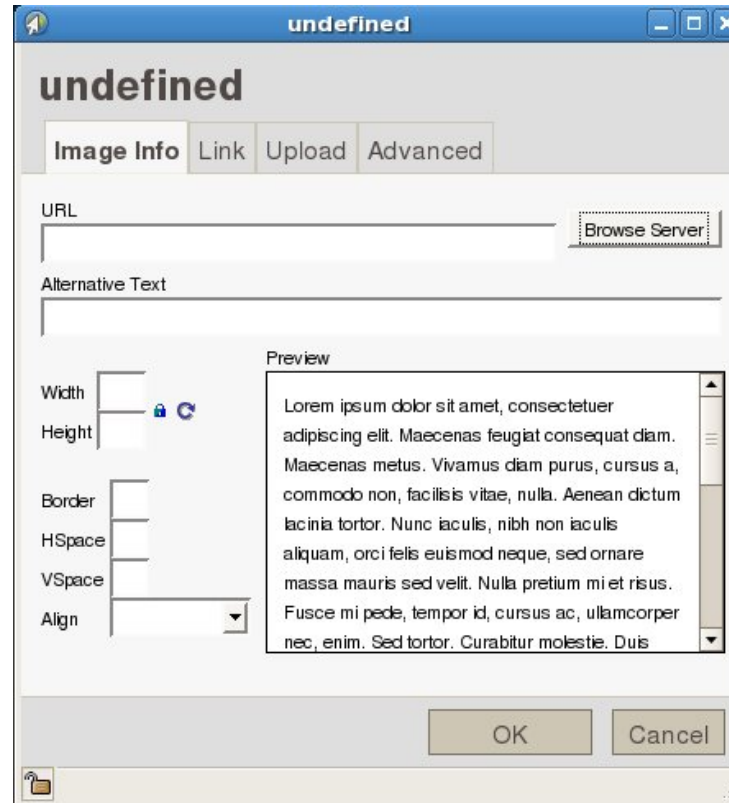 undefined
undefined
Image Info Link Upload Advanced
URL
Browse Server
Alternative Text
Preview
Width
Height
Border
HSpace
VSpace
Align
Lorem ipsum dolor sit amet, consectetuer
adipiscing elit. Maecenas feugiat consequat diam.
Maecenas metus. Vivamus diam purus, cursus a,
commodo non, facilisis vitae, nulla. Aenean dictum
lacinia tortor. Nunc iaculis, nibh non iaculis
aliquam, orci felis euismod neque, sed ornare
massa mauris sed velit. Nulla pretium mi et risus.
Fusce mi pede, tempor id, cursus ac, ullamcorper
nec, enim. Sed tortor. Curabitur molestie. Duis
OK Cancel